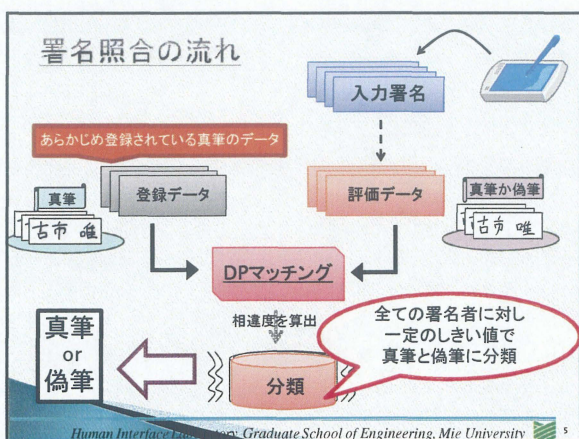 署名照合の流れ
入力署名
あらかじめ登録されている真筆のデータ
真筆
登録データ
評価データ
真筆か偽筆
古市 唯
古市 唯
DPマッチング
相違度を算出
全ての署名者に対し
一定のしきい値で
真筆と偽筆に分類
真筆
or
偽筆
分類
Human Interface Laboratory, Graduate School of Engineering, Mie University
5